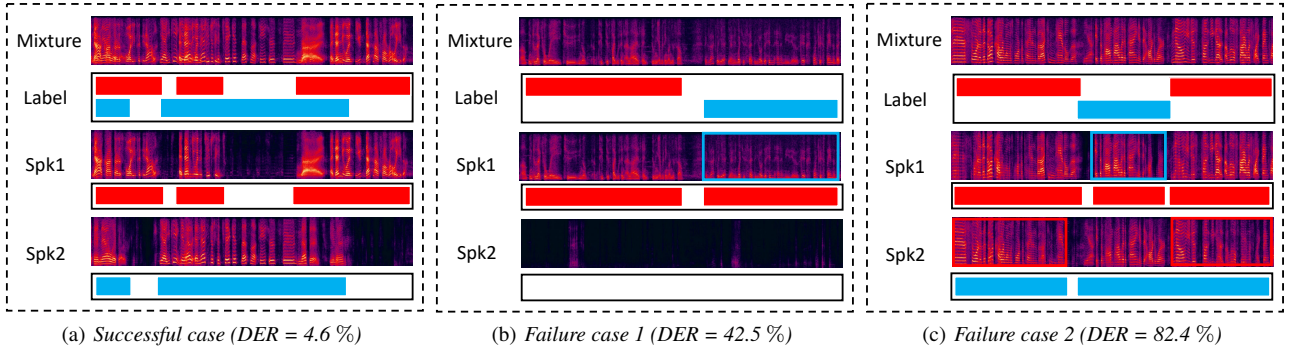 Mixture
Label
Spk1
Spk2
(a) Successful case (DER = 4.6 %)
Mixture
Label
Spk1
Spk2
(b) Failure case 1 (DER = 42.5 %)
Mixture
Label
Spk1
Spk2
(c) Failure case 2 (DER = 82.4 %)